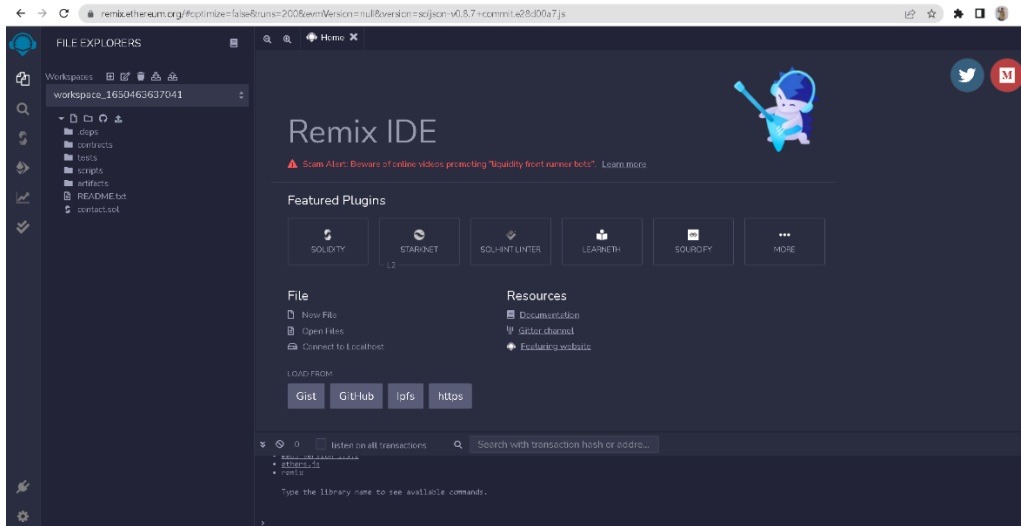 remix.ethereum.org/#optimize=false&runs=200&evmVersion=null&version=soljson-v0.8.7+commit.e28d00a7.js
FILE EXPLORERS
Home
Workspaces
workspace_1650463637041
.deps
contracts
tests
scripts
artifacts
README.txt
contact.sol
Remix IDE
Scam Alert: Beware of online videos promoting "liquidity front runner bots". Learn more
Featured Plugins
SOLIDITY
STARKNET
SOLHINT LINTER
LEARNETH
SOURCIFY
MORE
L2
File
New File
Open Files
Connect to Localhost
Resources
Documentation
Gitter channel
Featuring website
LOAD FROM:
Gist
GitHub
Ipfs
https
0
listen on all transactions
Search with transaction hash or addre...
ethers.js
remix
Type the library name to see available commands.
>
M